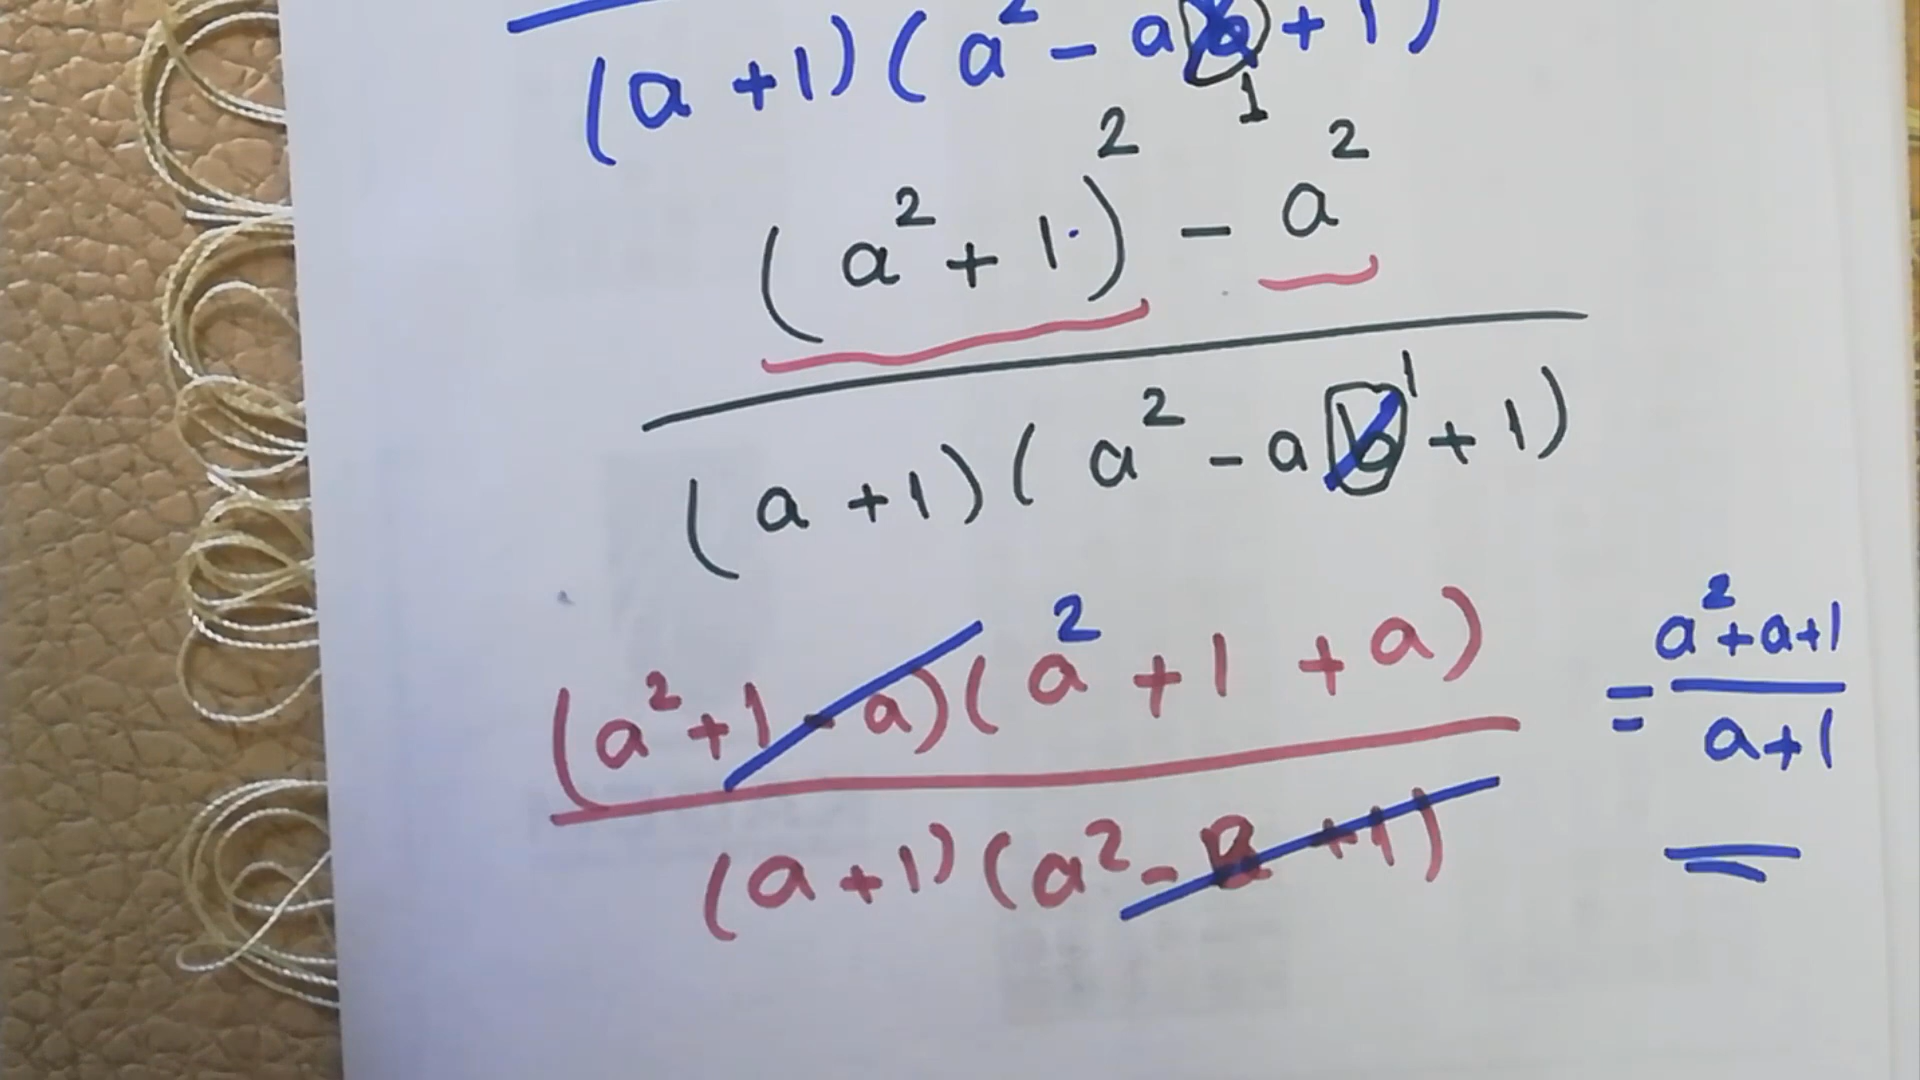 (a + 1) (a² - a + 1)
1
(a² + 1)² - a²
(a + 1) (a² - a b 1 + 1)
(a² + 1 - a) (a² + 1 + a)
(a + 1) (a² - a + 1)
= a² + a + 1
a + 1